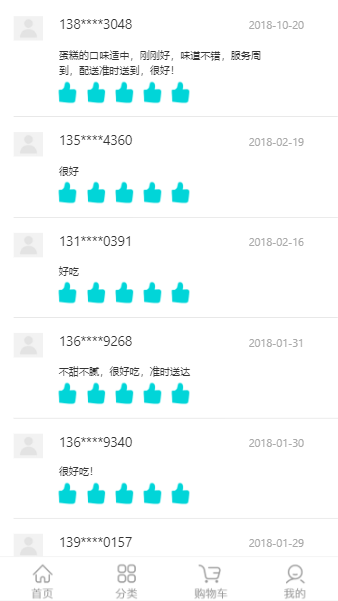 138****3048 2018-10-20
蛋糕的口味适中，刚刚好，味道不错，服务周
到，配送准时送到，很好！
135****4360 2018-02-19
很好
131****0391 2018-02-16
好吃
136****9268 2018-01-31
不甜不腻，很好吃，准时送达
136****9340 2018-01-30
很好吃！
139****0157 2018-01-29
首页 分类 购物车 我的